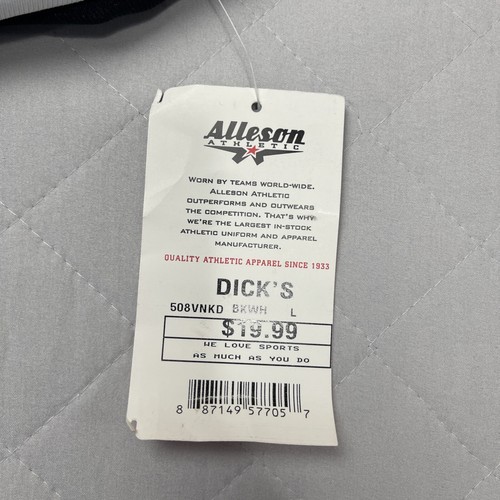 Alleson
ATHLETIC
WORN BY TEAMS WORLD-WIDE.
ALLESON ATHLETIC
OUTPERFORMS AND OUTWEARS
THE COMPETITION. THAT'S WHY
WE'RE THE LARGEST IN-STOCK
ATHLETIC UNIFORM AND APPAREL
MANUFACTURER.
QUALITY ATHLETIC APPAREL SINCE 1933
DICK'S
508VNKD BKWH L
$19.99
WE LOVE SPORTS
AS MUCH AS YOU DO
8 87149 57705 7